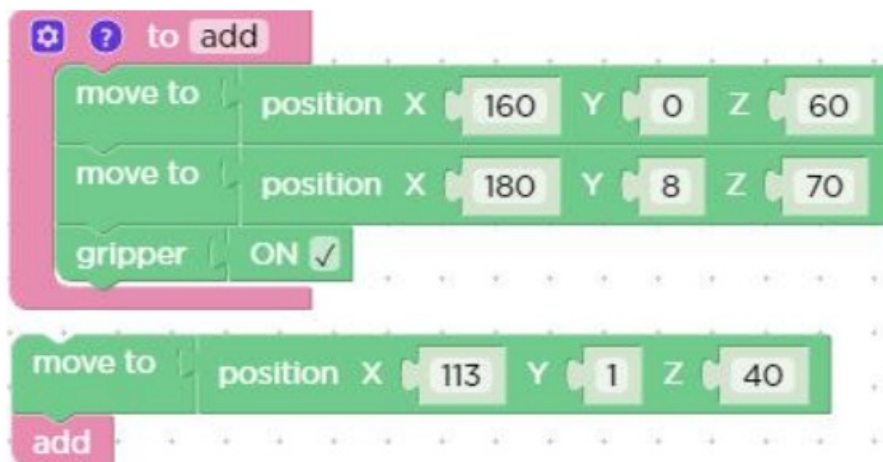 ? to add
move to position X 160 Y 0 Z 60
move to position X 180 Y 8 Z 70
gripper ON ✓
move to position X 113 Y 1 Z 40
add